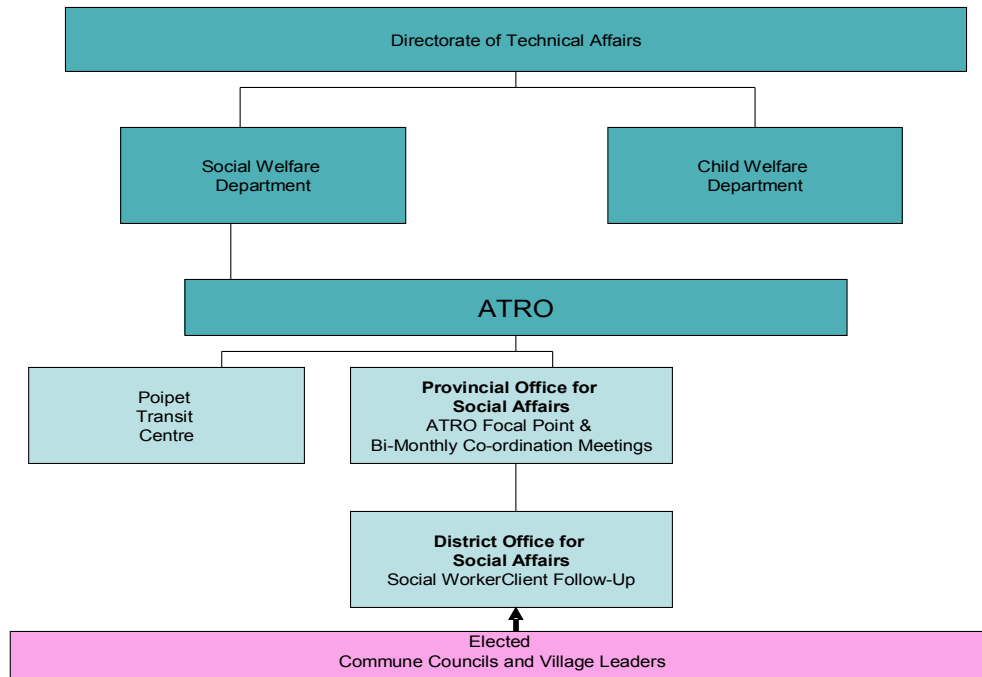 Directorate of Technical Affairs
Social Welfare
Department
Child Welfare
Department
ATRO
Poipet
Transit
Centre
Provincial Office for
Social Affairs
ATRO Focal Point &
Bi-Monthly Co-ordination Meetings
District Office for
Social Affairs
Social WorkerClient Follow-Up
Elected
Commune Councils and Village Leaders